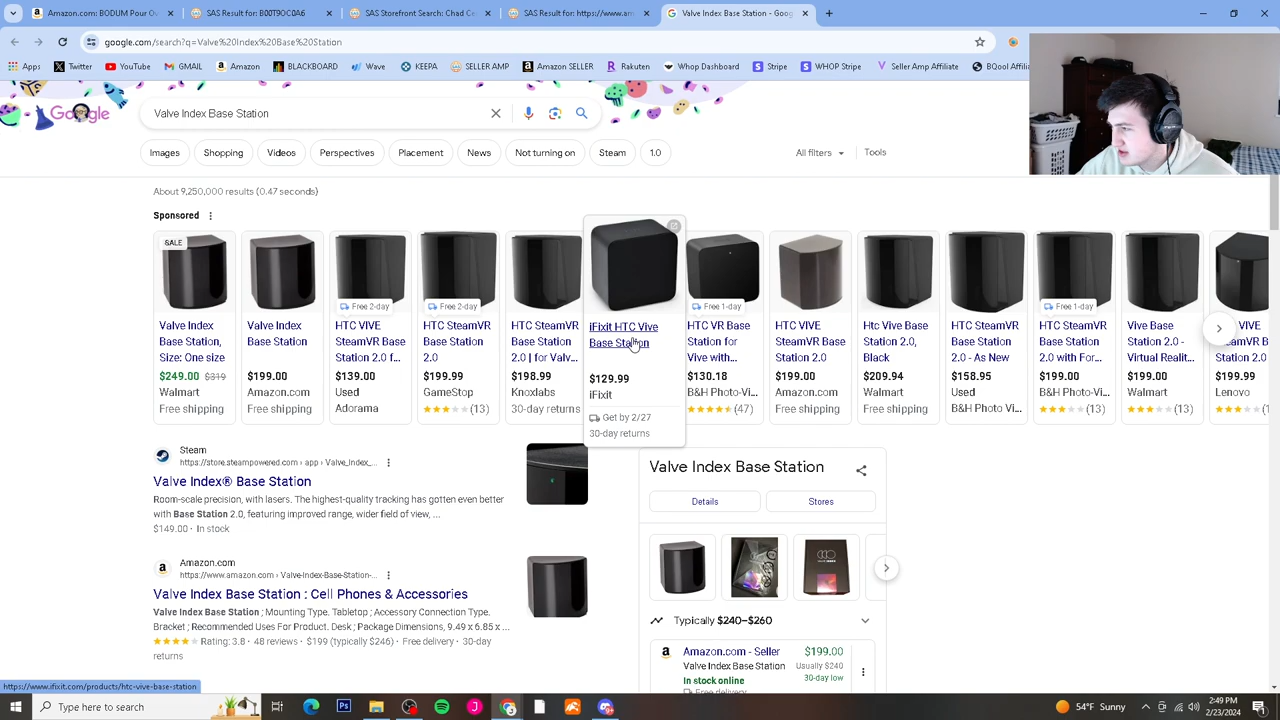 SAS Result for: B00T9OC0A6
SAS Storefront Search: Chad Ge
SAS Result for: HTC
SAS Result for: HTC
Valve Index Base Station - Goog
google.com/search?q=Valve%20Index%20Base%20Station
Apps
Twitter
YouTube
GMAIL
Amazon
BLACKBOARD
Wave
KEEPA
SELLER AMP
Amazon SELLER
Rakuten
Whop Dashboard
Stripe
WHOP Stripe
Seller Amp Affiliate
BQool Affilia
Google
Valve Index Base Station
Images
Shopping
Videos
Perspectives
Placement
News
Not turning on
Steam
1.0
All filters
Tools
About 9,250,000 results (0.47 seconds)
Sponsored
SALE
Valve Index
Base Station,
Size: One size
$249.00 $319
Walmart
Free shipping
Valve Index
Base Station
$199.00
Amazon.com
Free shipping
Free 2-day
HTC VIVE
SteamVR Base
Station 2.0 f...
$139.00
Used
Adorama
Free 2-day
HTC SteamVR
Base Station
2.0
$199.99
GameStop
(13)
HTC SteamVR
Base Station
2.0 | for Valv...
$198.99
Knoxlabs
30-day returns
iFixit HTC Vive
Base Station
$129.99
iFixit
Get by 2/27
30-day returns
Free 1-day
HTC VR Base
Station for
Vive with...
$130.18
B&H Photo-Vi...
(47)
HTC VIVE
SteamVR Base
Station 2.0
$199.00
Amazon.com
Free shipping
Htc Vive Base
Station 2.0,
Black
$209.94
Walmart
Free shipping
HTC SteamVR
Base Station
2.0 - As New
$158.95
Used
B&H Photo Vi...
Free 1-day
HTC SteamVR
Base Station
2.0 with For...
$199.00
B&H Photo-Vi...
(13)
Vive Base
Station 2.0 -
Virtual Realit...
$199.00
Walmart
(13)
VIVE
SteamVR Base
Station 2.0
$199.99
Lenovo
Steam
https://store.steampowered.com › app › Valve_Index_...
Valve Index® Base Station
Room-scale precision, with lasers. The highest-quality tracking has gotten even better
with Base Station 2.0, featuring improved range, wider field of view, ...
$149.00 · In stock
Amazon.com
https://www.amazon.com › Valve-Index-Base-Station-...
Valve Index Base Station : Cell Phones & Accessories
Valve Index Base Station ; Mounting Type. Tabletop ; Accessory Connection Type.
Bracket ; Recommended Uses For Product. Desk ; Package Dimensions, 9.49 x 6.85 x ...
Rating: 3.8 · 48 reviews · $199 (typically $246) · Free delivery · 30-day
returns
Valve Index Base Station
Details
Stores
Typically $240–$260
Amazon.com - Seller
$199.00
Valve Index Base Station
Usually $240
In stock online
30-day low
Free delivery
https://www.ifixit.com/products/htc-vive-base-station
Type here to search
54°F Sunny
2:49 PM
2/23/2024